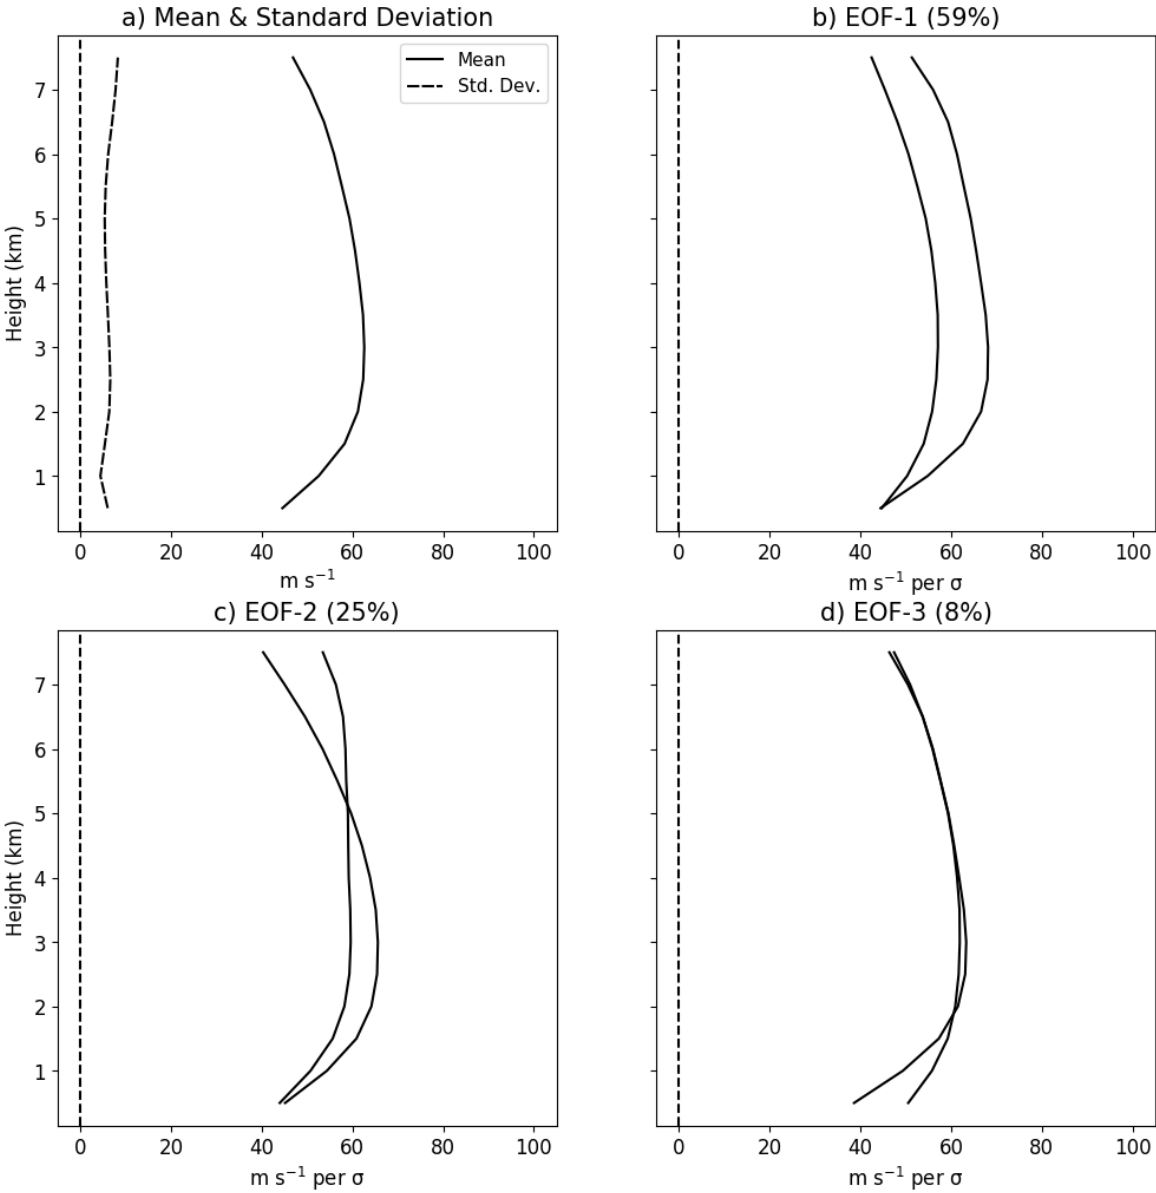 a) Mean & Standard Deviation
Mean
Std. Dev.
7
6
5
4
3
2
1
Height (km)
0 20 40 60 80 100
m s⁻¹
b) EOF-1 (59%)
0 20 40 60 80 100
m s⁻¹ per σ
c) EOF-2 (25%)
7
6
5
4
3
2
1
Height (km)
0 20 40 60 80 100
m s⁻¹ per σ
d) EOF-3 (8%)
0 20 40 60 80 100
m s⁻¹ per σ